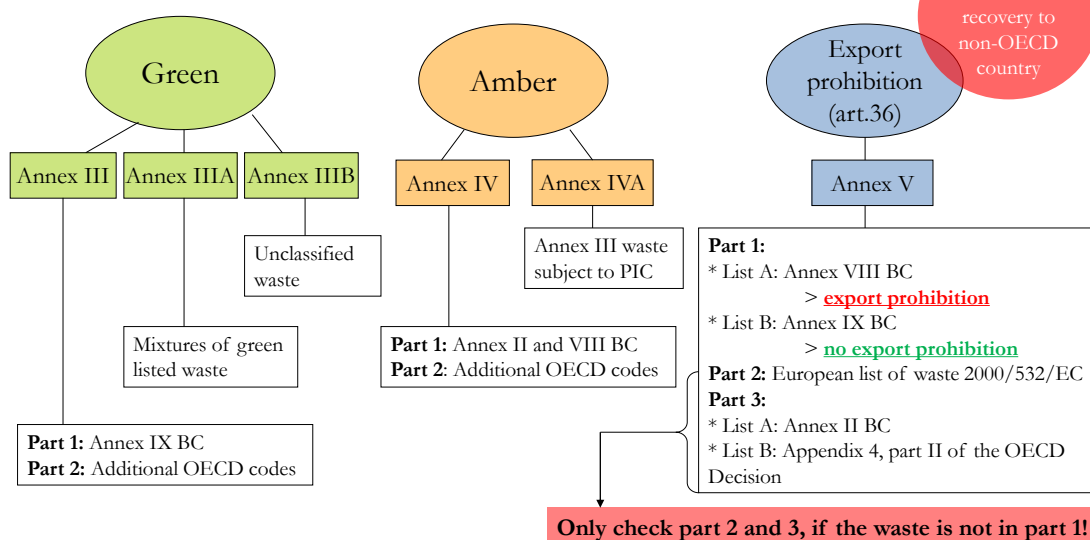 recovery to
non-OECD
country
Green
Amber
Export
prohibition
(art.36)
Annex III
Annex IIIA
Annex IIIB
Annex IV
Annex IVA
Annex V
Unclassified
waste
Mixtures of green
listed waste
Part 1: Annex IX BC
Part 2: Additional OECD codes
Annex III waste
subject to PIC
Part 1: Annex II and VIII BC
Part 2: Additional OECD codes
Part 1:
* List A: Annex VIII BC
> export prohibition
* List B: Annex IX BC
> no export prohibition
Part 2: European list of waste 2000/532/EC
Part 3:
* List A: Annex II BC
* List B: Appendix 4, part II of the OECD
Decision
Only check part 2 and 3, if the waste is not in part 1!